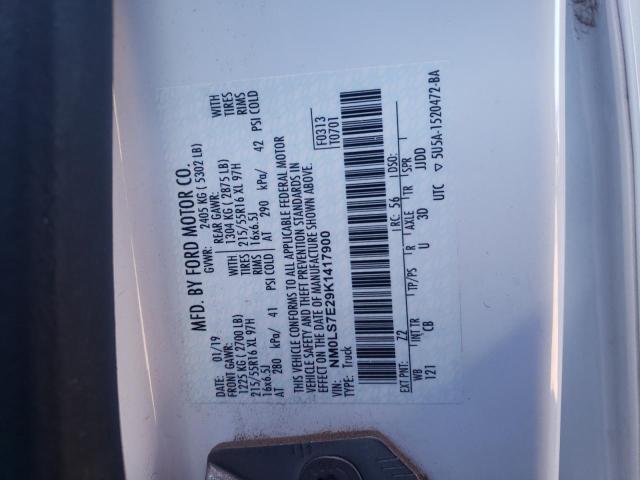 MFD. BY FORD MOTOR CO.
DATE: 01/19 GVWR: 2405 KG ( 5302 LB)
FRONT GAWR: REAR GAWR:
1225 KG ( 2700 LB) 1304 KG ( 2875 LB) WITH
215/55R16 XL 97H TIRES 215/55R16 XL 97H TIRES
16x6.5J RIMS 16x6.5J RIMS
AT 280 kPa/ 41 PSI COLD AT 290 kPa/ 42 PSI COLD
THIS VEHICLE CONFORMS TO ALL APPLICABLE FEDERAL MOTOR
VEHICLE SAFETY AND THEFT PREVENTION STANDARDS IN
EFFECT ON THE DATE OF MANUFACTURE SHOWN ABOVE.
VIN: NM0LS7E29K1417900 F0313
TYPE: Truck T0701
EXT PNT: Z2 RC: 56 DSO:
WB INT TR TP/PS R AXLE TR SPR
121 CB U 3D JJDD
UTC ▽ 5U5A-1520472-BA